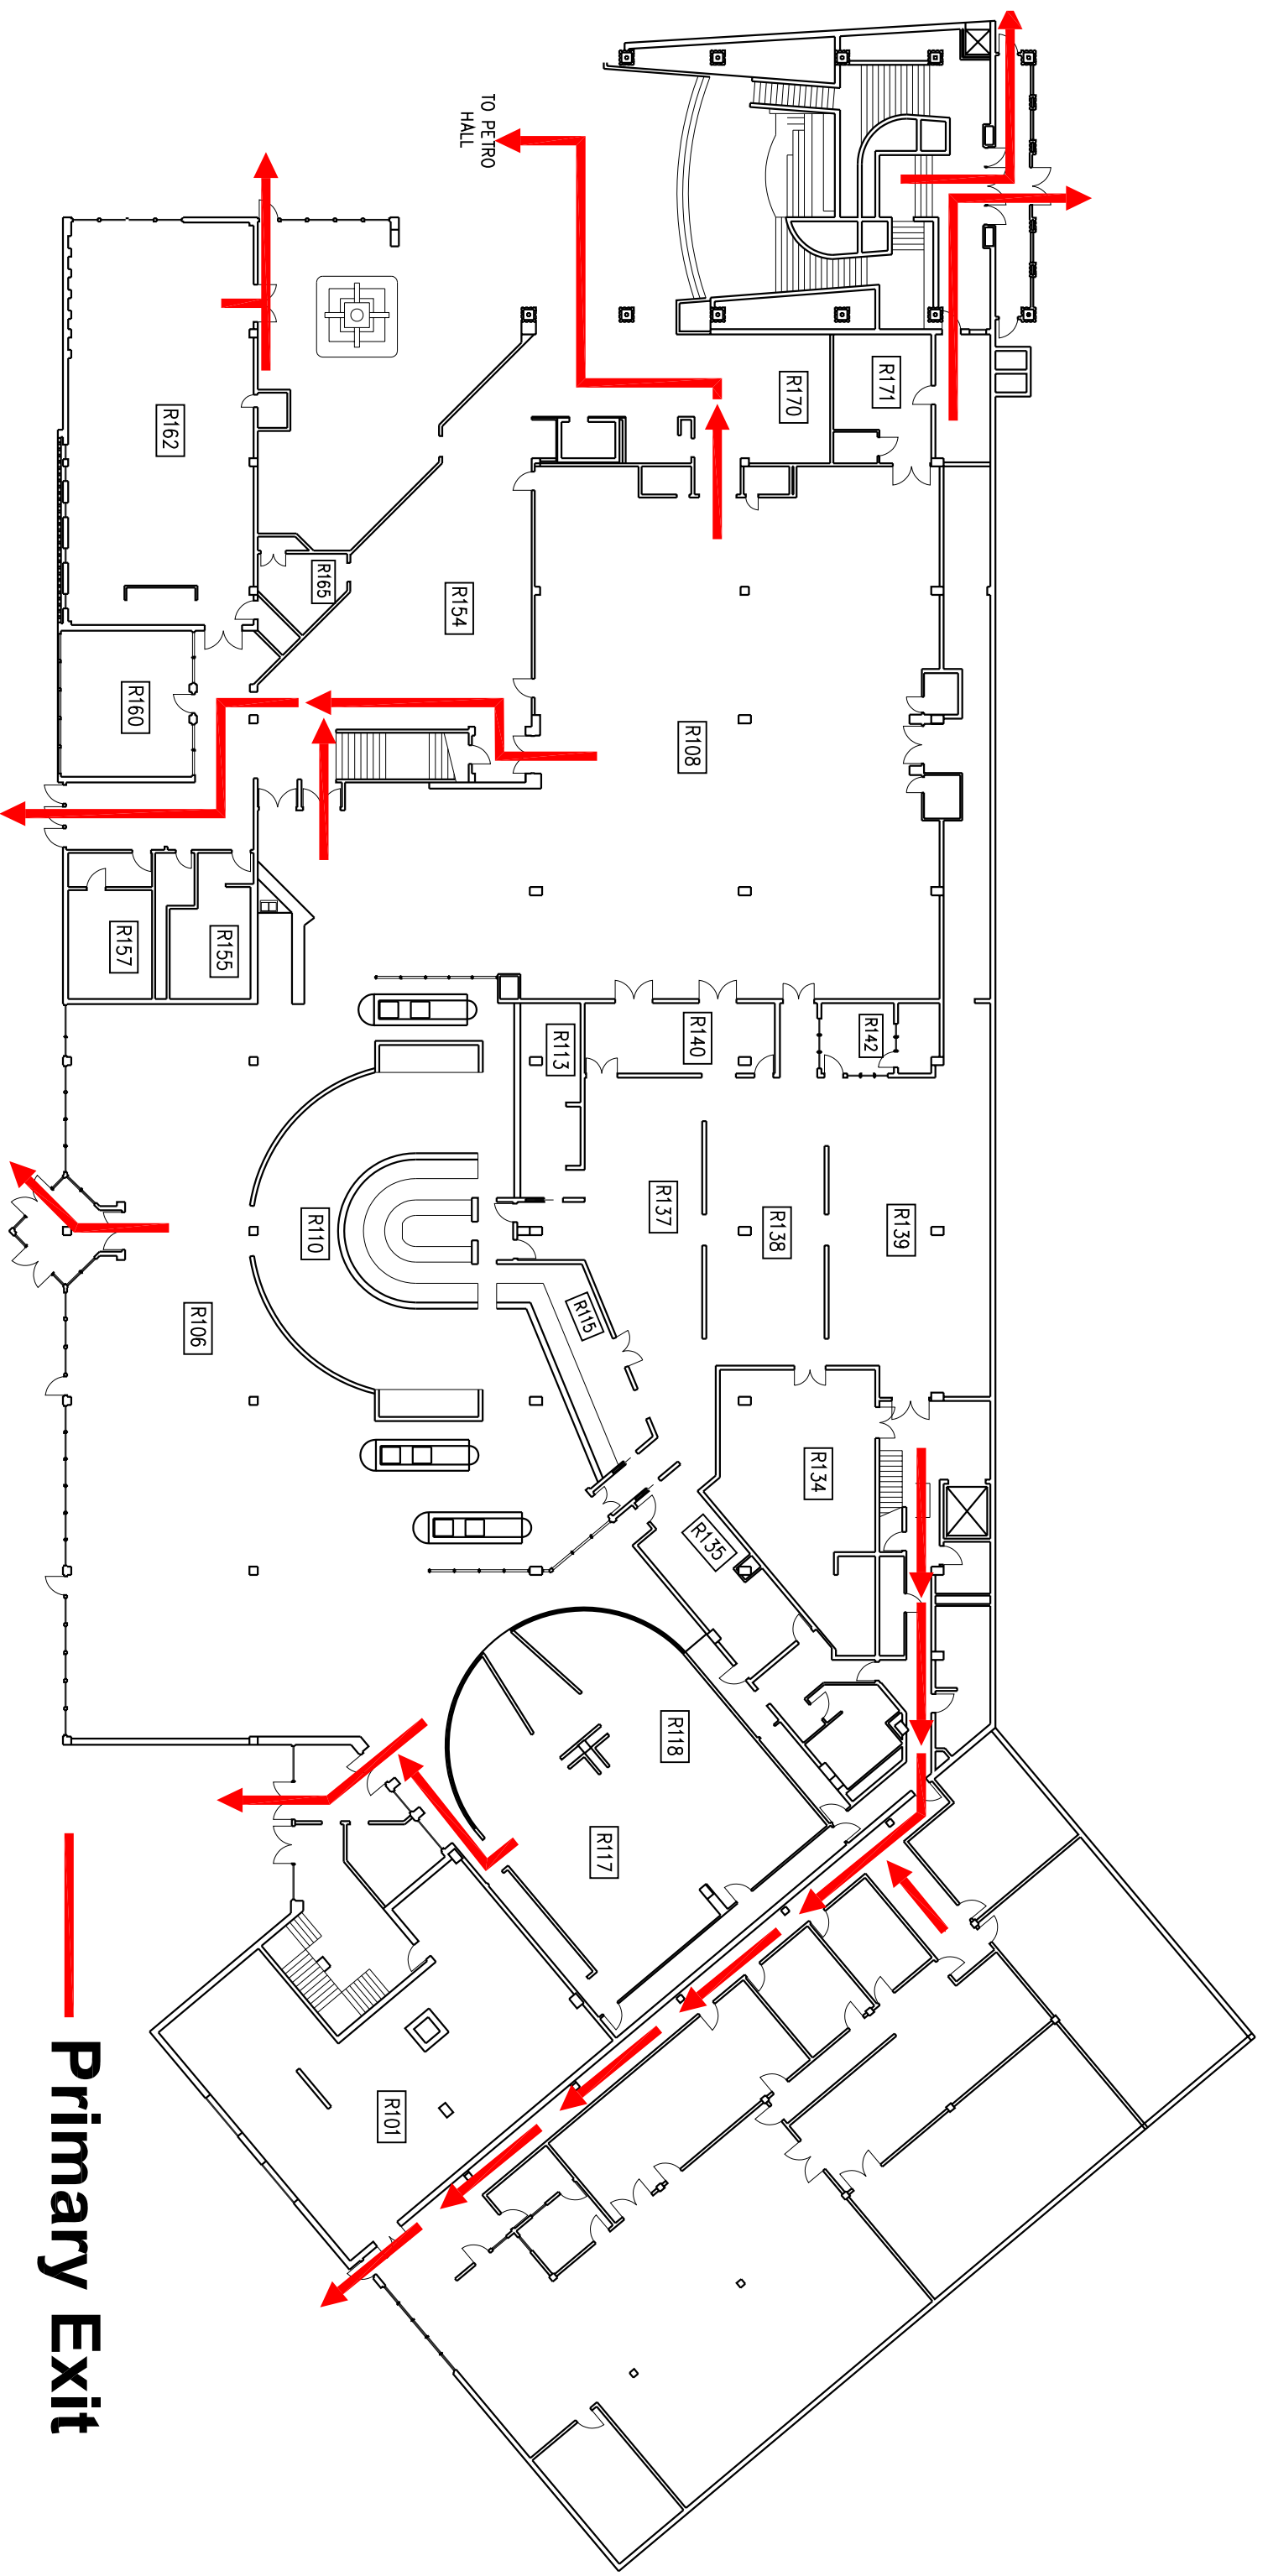 TO PETRO
HALL
R171
R170
R162
R165
R154
R160
R108
R157
R155
R142
R140
R113
R139
R138
R137
R110
R115
R106
R134
R135
R118
R117
R101
Primary Exit